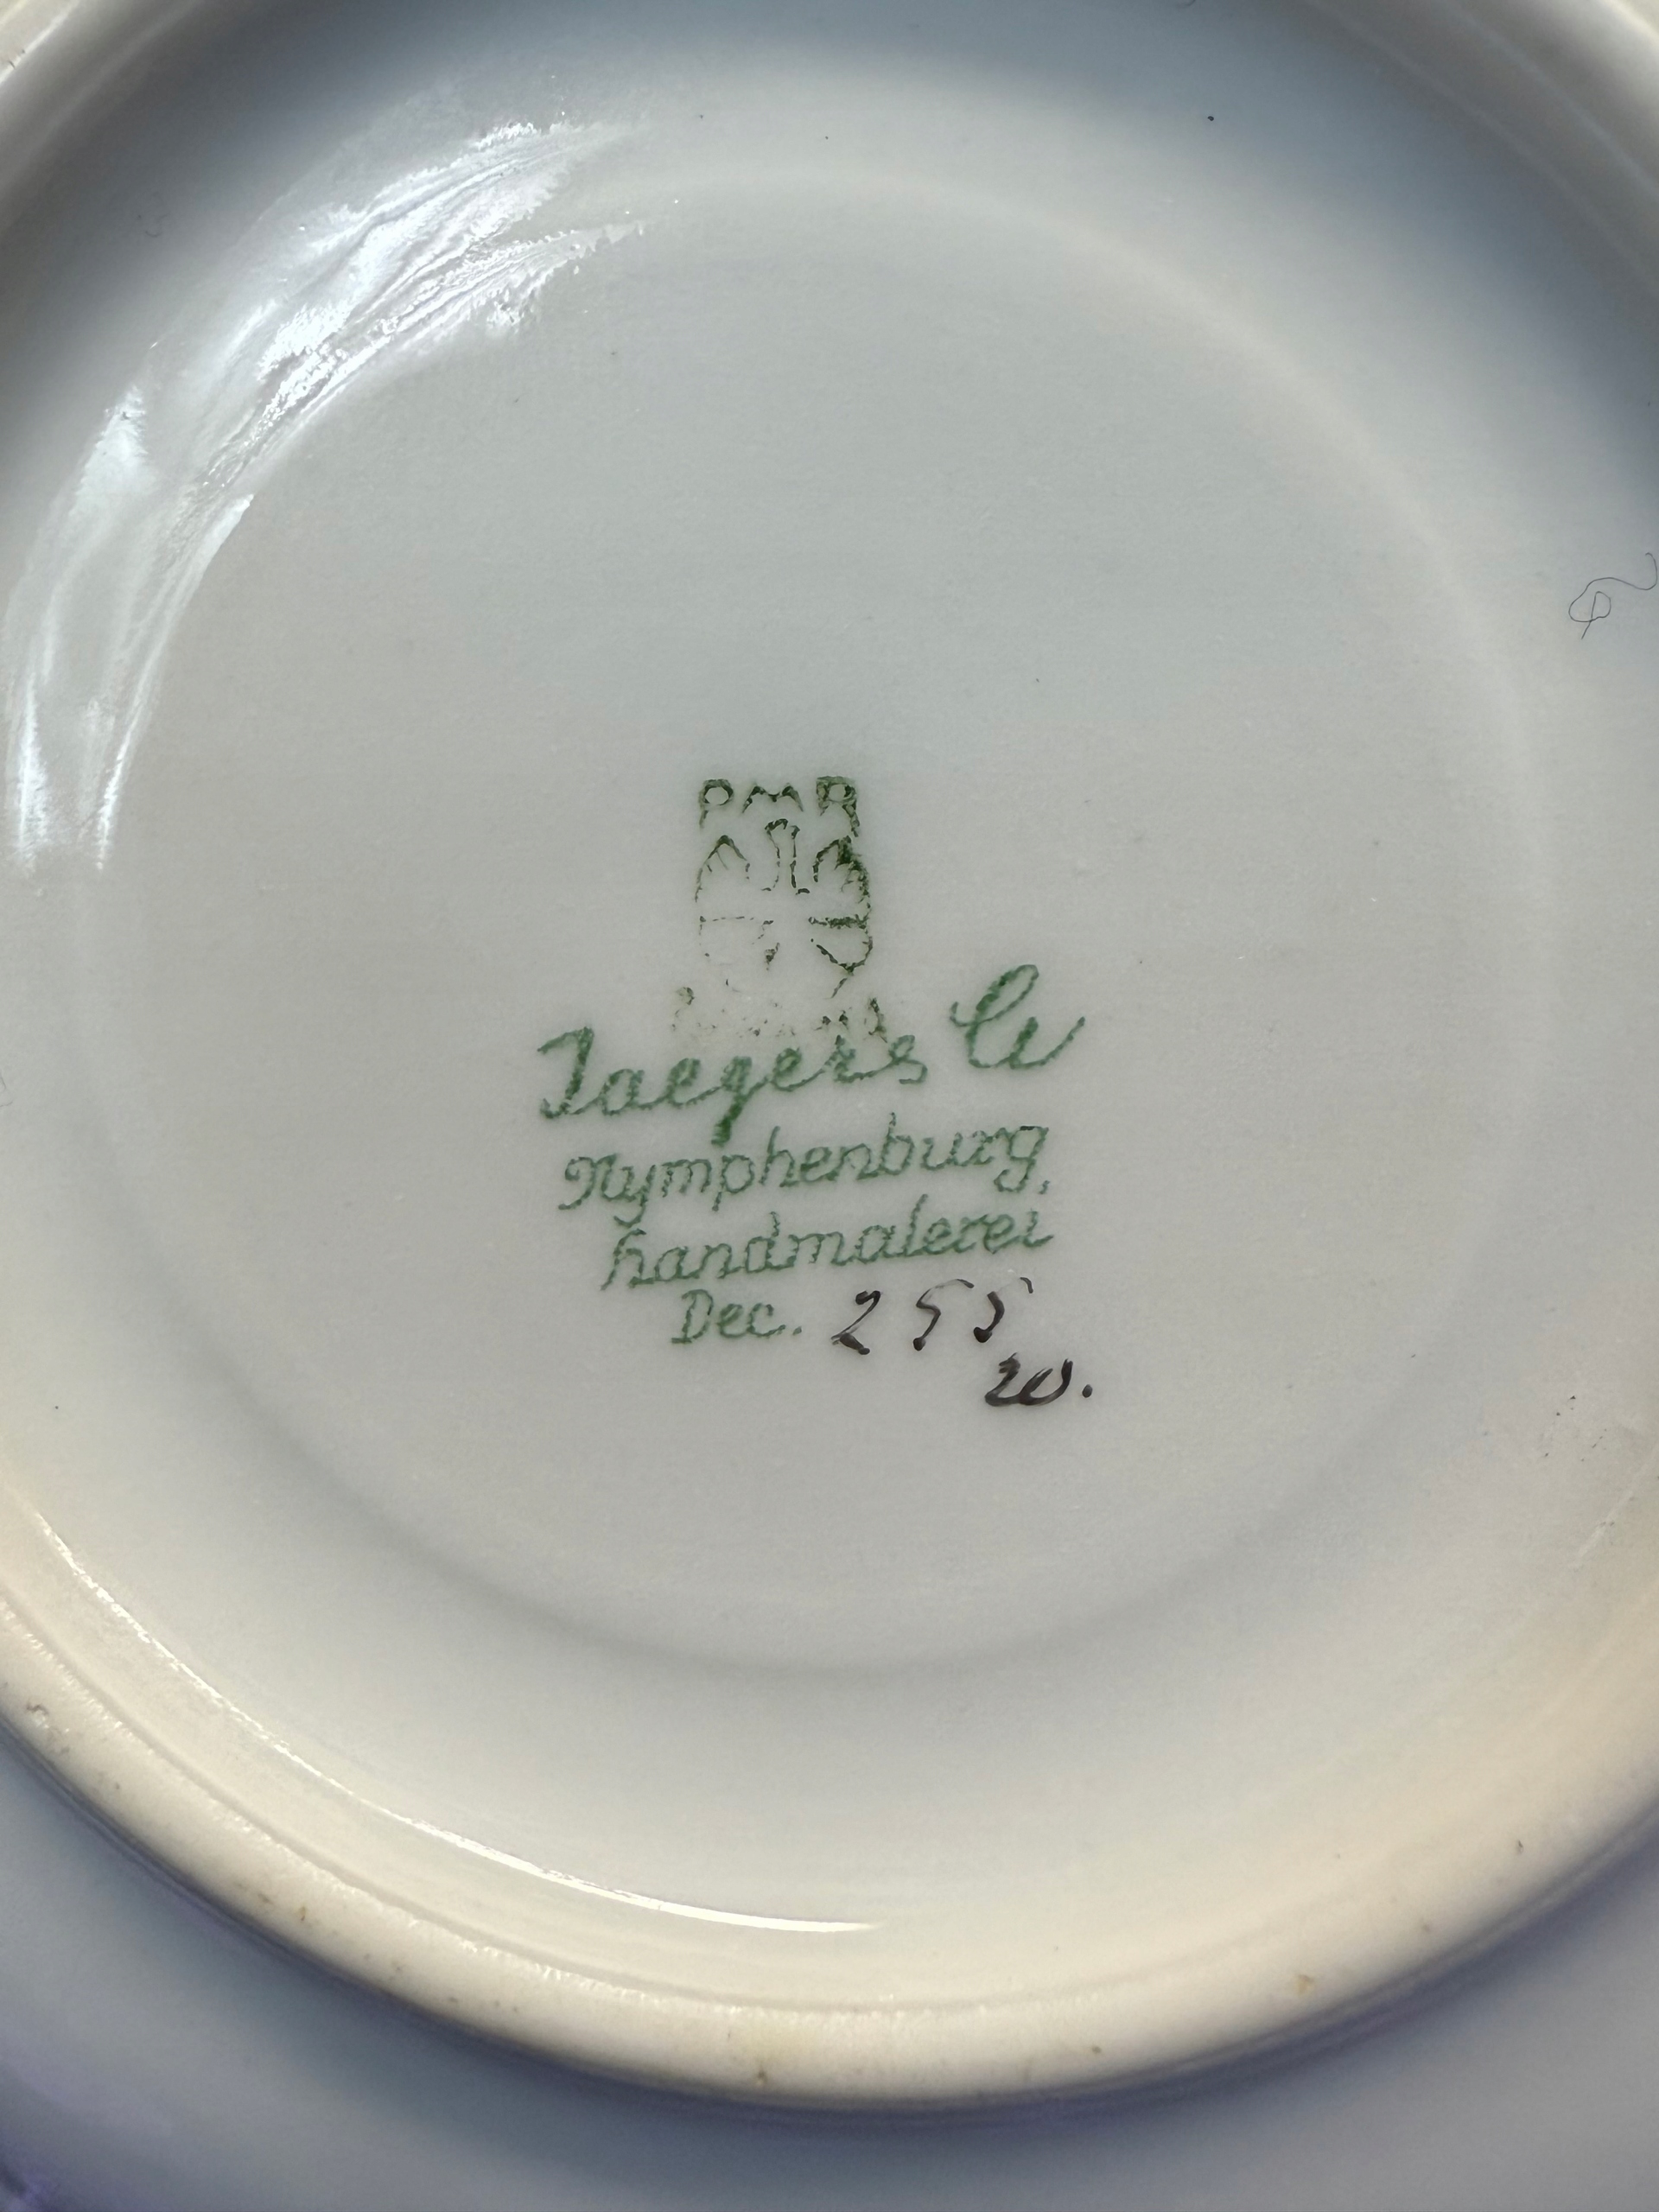 PMR
Jaeger & Co
Nymphenburg,
Handmalerei
Dec. 255
20.